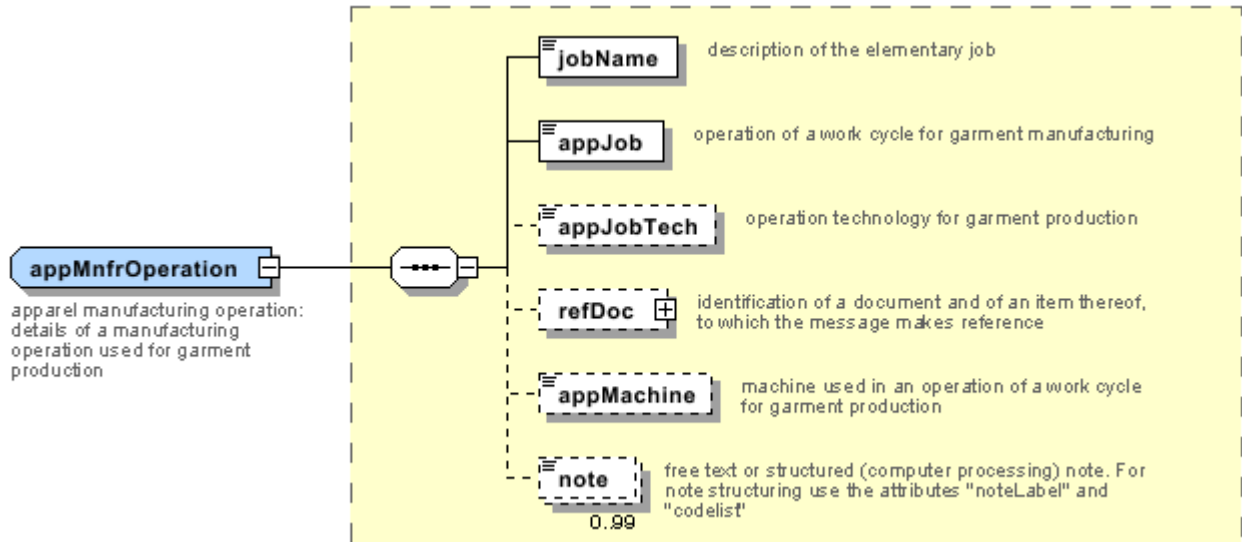 jobName
description of the elementary job
appJob
operation of a work cycle for garment manufacturing
appJobTech
operation technology for garment production
appMnfrOperation
apparel manufacturing operation:
details of a manufacturing
operation used for garment
production
refDoc
identification of a document and of an item thereof,
to which the message makes reference
appMachine
machine used in an operation of a work cycle
for garment production
note
free text or structured (computer processing) note. For
note structuring use the attributes "noteLabel" and
"codelist"
0..99